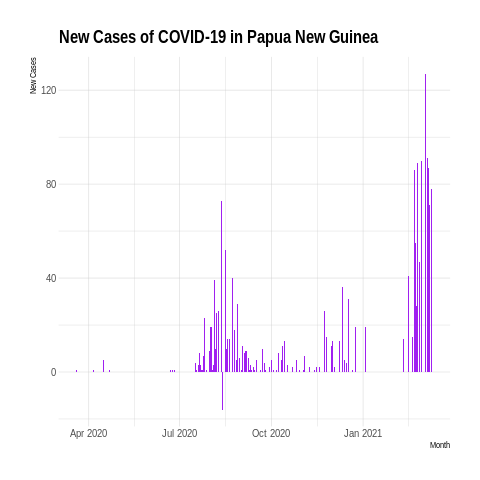 New Cases of COVID-19 in Papua New Guinea
New Cases
120
80
40
0
Apr 2020 Jul 2020 Oct 2020 Jan 2021
Month